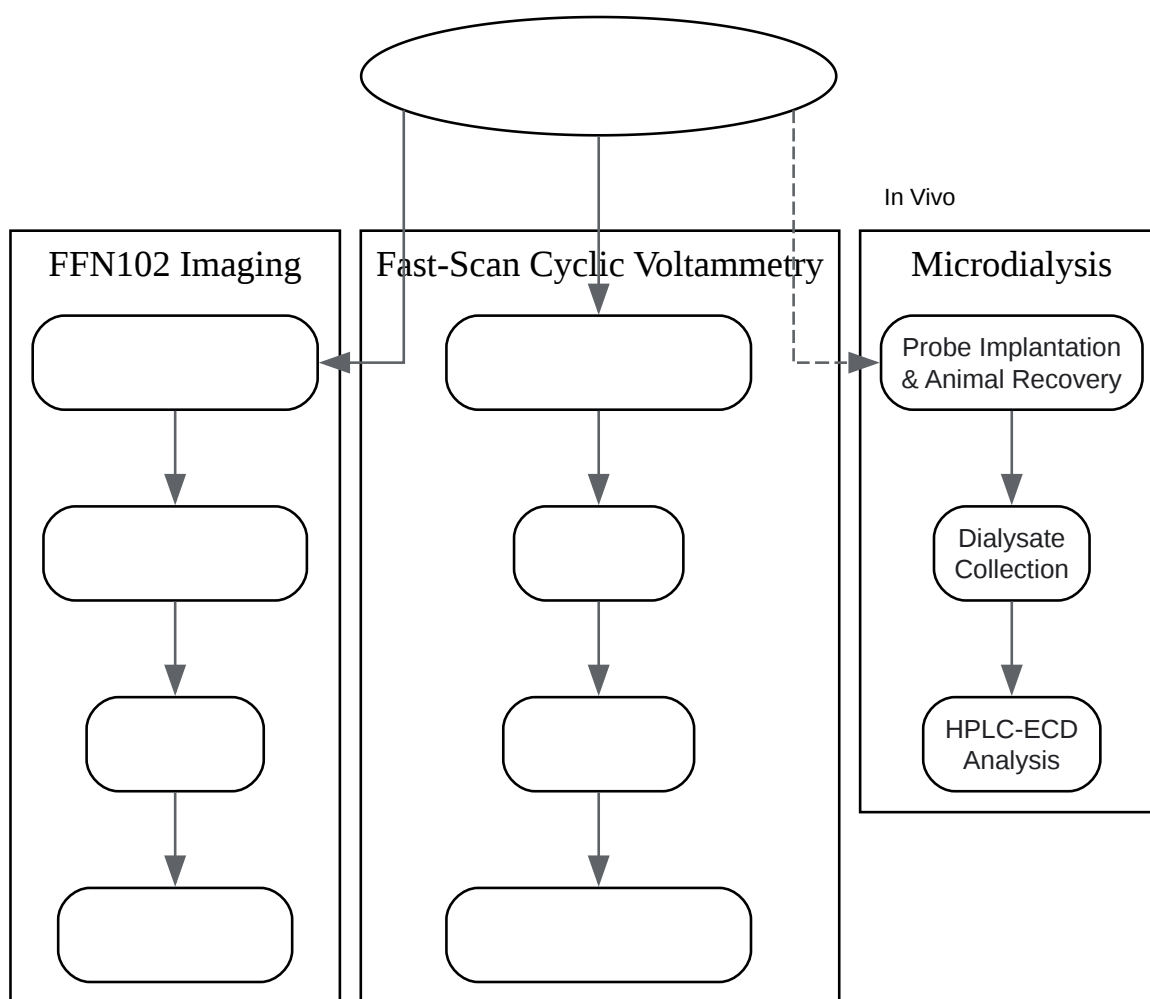 In Vivo
FFN102 Imaging
Fast-Scan Cyclic Voltammetry
Microdialysis
Probe Implantation
& Animal Recovery
Dialysate
Collection
HPLC-ECD
Analysis